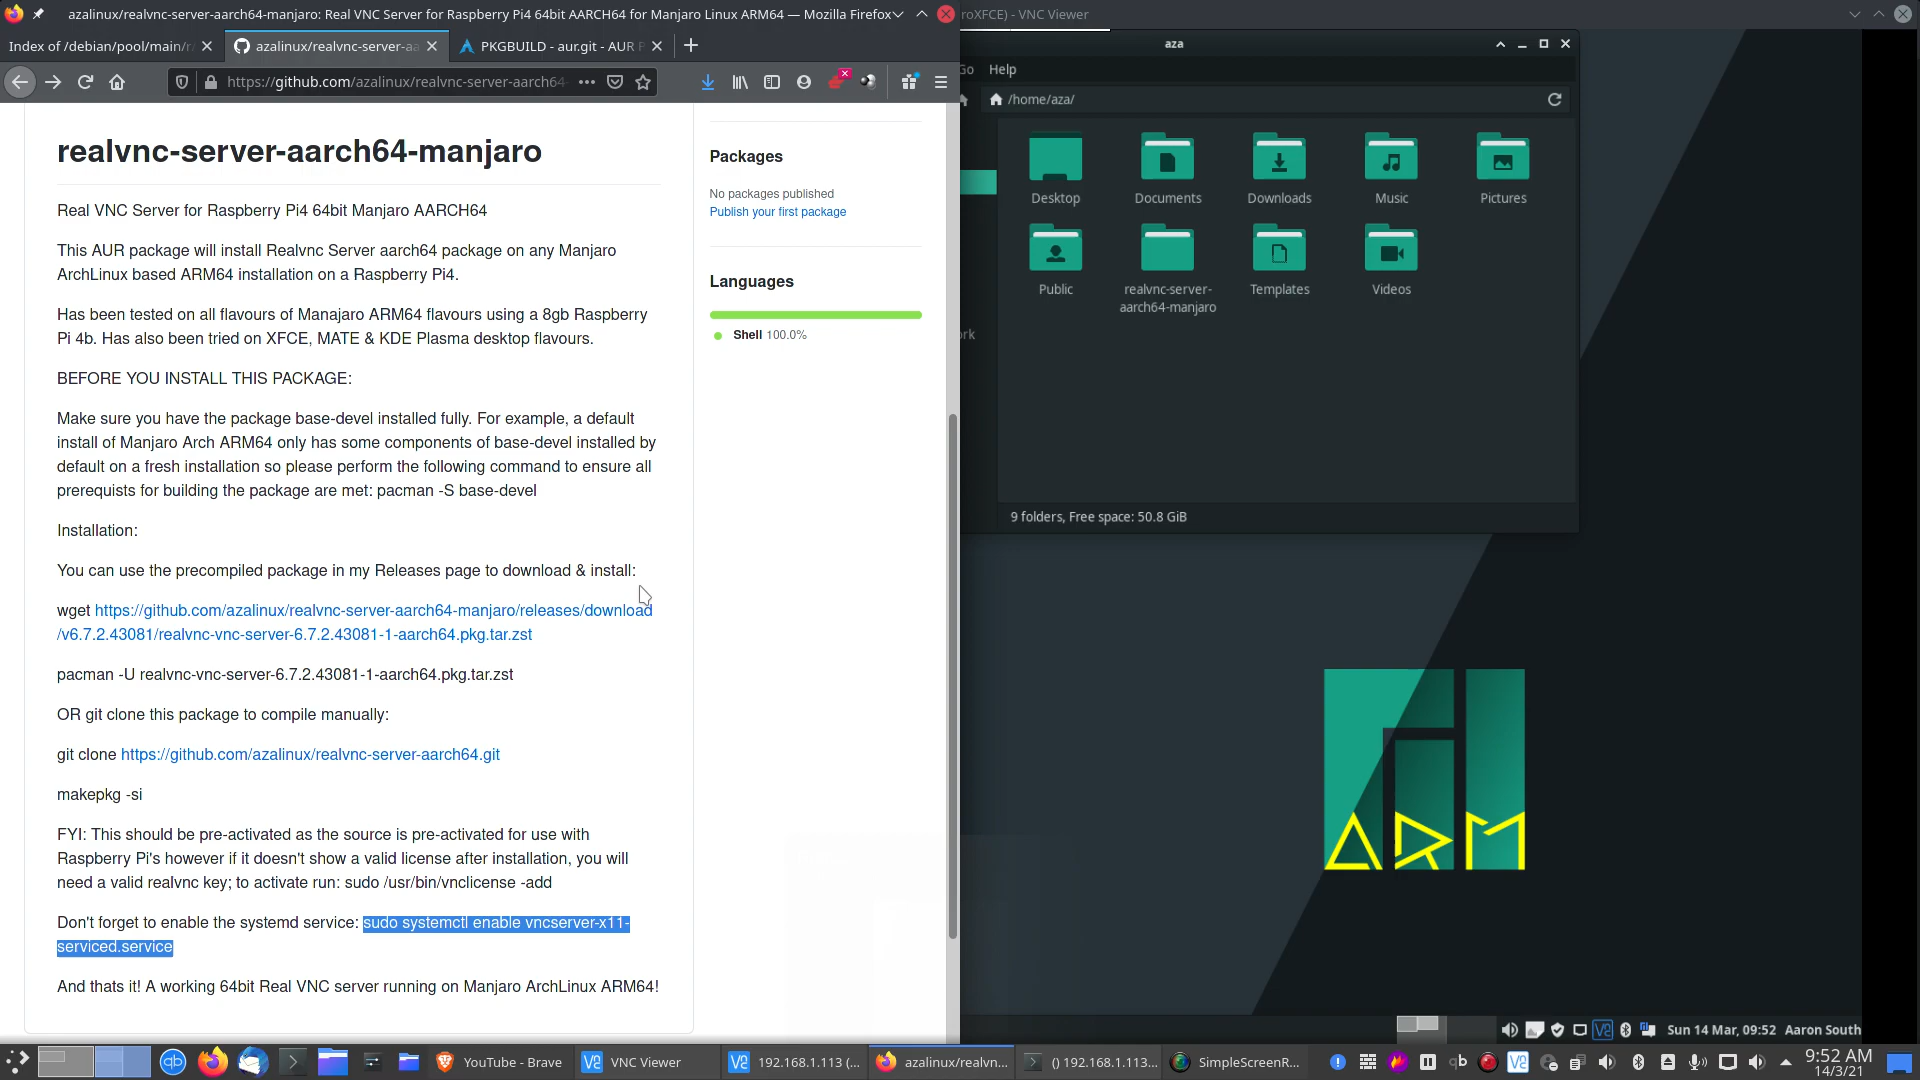 azalinux/realvnc-server-aarch64-manjaro: Real VNC Server for Raspberry Pi4 64bit AARCH64 for Manjaro Linux ARM64 — Mozilla Firefox
Index of /debian/pool/main/r
azalinux/realvnc-server-aa
PKGBUILD - aur.git - AUR P
https://github.com/azalinux/realvnc-server-aarch64-
realvnc-server-aarch64-manjaro
Real VNC Server for Raspberry Pi4 64bit Manjaro AARCH64
This AUR package will install Realvnc Server aarch64 package on any Manjaro
ArchLinux based ARM64 installation on a Raspberry Pi4.
Has been tested on all flavours of Manajaro ARM64 flavours using a 8gb Raspberry
Pi 4b. Has also been tried on XFCE, MATE & KDE Plasma desktop flavours.
BEFORE YOU INSTALL THIS PACKAGE:
Make sure you have the package base-devel installed fully. For example, a default
install of Manjaro Arch ARM64 only has some components of base-devel installed by
default on a fresh installation so please perform the following command to ensure all
prerequists for building the package are met: pacman -S base-devel
Installation:
You can use the precompiled package in my Releases page to download & install:
wget https://github.com/azalinux/realvnc-server-aarch64-manjaro/releases/download
/v6.7.2.43081/realvnc-vnc-server-6.7.2.43081-1-aarch64.pkg.tar.zst
pacman -U realvnc-vnc-server-6.7.2.43081-1-aarch64.pkg.tar.zst
OR git clone this package to compile manually:
git clone https://github.com/azalinux/realvnc-server-aarch64.git
makepkg -si
FYI: This should be pre-activated as the source is pre-activated for use with
Raspberry Pi's however if it doesn't show a valid license after installation, you will
need a valid realvnc key; to activate run: sudo /usr/bin/vnclicense -add
Don't forget to enable the systemd service: sudo systemctl enable vncserver-x11-
serviced.service
And thats it! A working 64bit Real VNC server running on Manjaro ArchLinux ARM64!
Packages
No packages published
Publish your first package
Languages
Shell 100.0%
roXFCE) - VNC Viewer
aza
Go Help
/home/aza/
Desktop
Documents
Downloads
Music
Pictures
Public
realvnc-server-
aarch64-manjaro
Templates
Videos
ork
9 folders, Free space: 50.8 GiB
ARM
Sun 14 Mar, 09:52 Aaron South
YouTube - Brave
VNC Viewer
192.168.1.113 (...
azalinux/realvn...
() 192.168.1.113...
SimpleScreenR...
9:52 AM
14/3/21